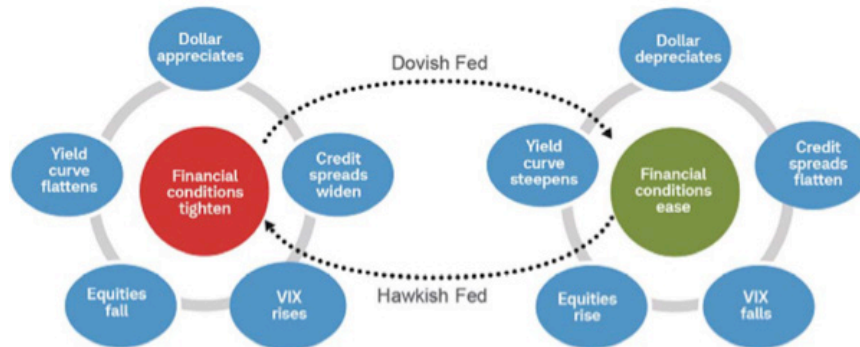 Dollar
appreciates
Dovish Fed
Dollar
depreciates
Yield
curve
flattens
Financial
conditions
tighten
Credit
spreads
widen
Yield
curve
steepens
Financial
conditions
ease
Credit
spreads
flatten
Equities
fall
VIX
rises
Hawkish Fed
Equities
rise
VIX
falls